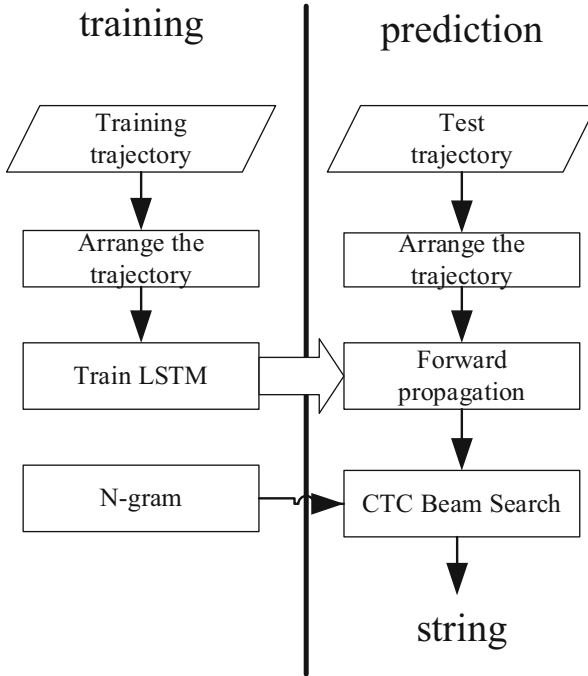 training
Training
trajectory
Arrange the
trajectory
Train LSTM
N-gram
prediction
Test
trajectory
Arrange the
trajectory
Forward
propagation
CTC Beam Search
string